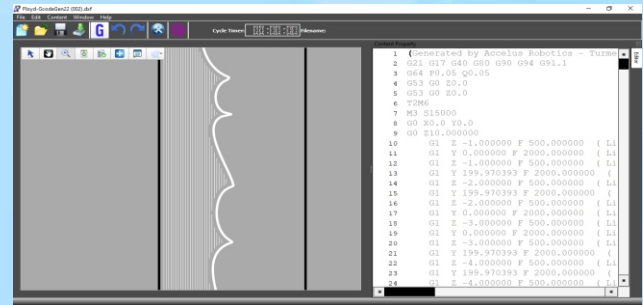 Floyd-GcodeGen22 (002).dxf
File Edit Content Window Help
G
Cycle Timer:
Filename:
Content Property
Editor
1 (Generated by Accelus Robotics - Turme
2 G21 G17 G40 G80 G90 G94 G91.1
3 G64 P0.05 Q0.05
4 G53 G0 Z0.0
5 G53 G0 Z0.0
6 T2M6
7 M3 S15000
8 G0 X0.0 Y0.0
9 G0 Z10.000000
10 G1 Z -1.000000 F 500.000000 ( Li
11 G1 Y 0.000000 F 2000.000000 (
12 G1 Z -1.000000 F 500.000000 ( Li
13 G1 Y 199.970393 F 2000.000000 (
14 G1 Z -2.000000 F 500.000000 ( Li
15 G1 Y 199.970393 F 2000.000000 (
16 G1 Z -2.000000 F 500.000000 ( Li
17 G1 Y 0.000000 F 2000.000000 (
18 G1 Z -3.000000 F 500.000000 ( Li
19 G1 Y 0.000000 F 2000.000000 (
20 G1 Z -3.000000 F 500.000000 ( Li
21 G1 Y 199.970393 F 2000.000000 (
22 G1 Z -4.000000 F 500.000000 ( Li
23 G1 Y 199.970393 F 2000.000000 (
24 G1 Z -4.000000 F 500.000000 ( Li